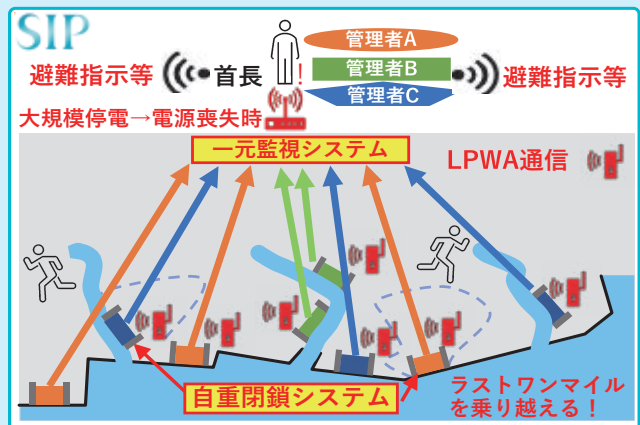 SIP
管理者A
避難指示等
首長
!
管理者B
避難指示等
管理者C
大規模停電→電源喪失時
一元監視システム
LPWA通信
自重閉鎖システム
ラストワンマイル
を乗り越える！